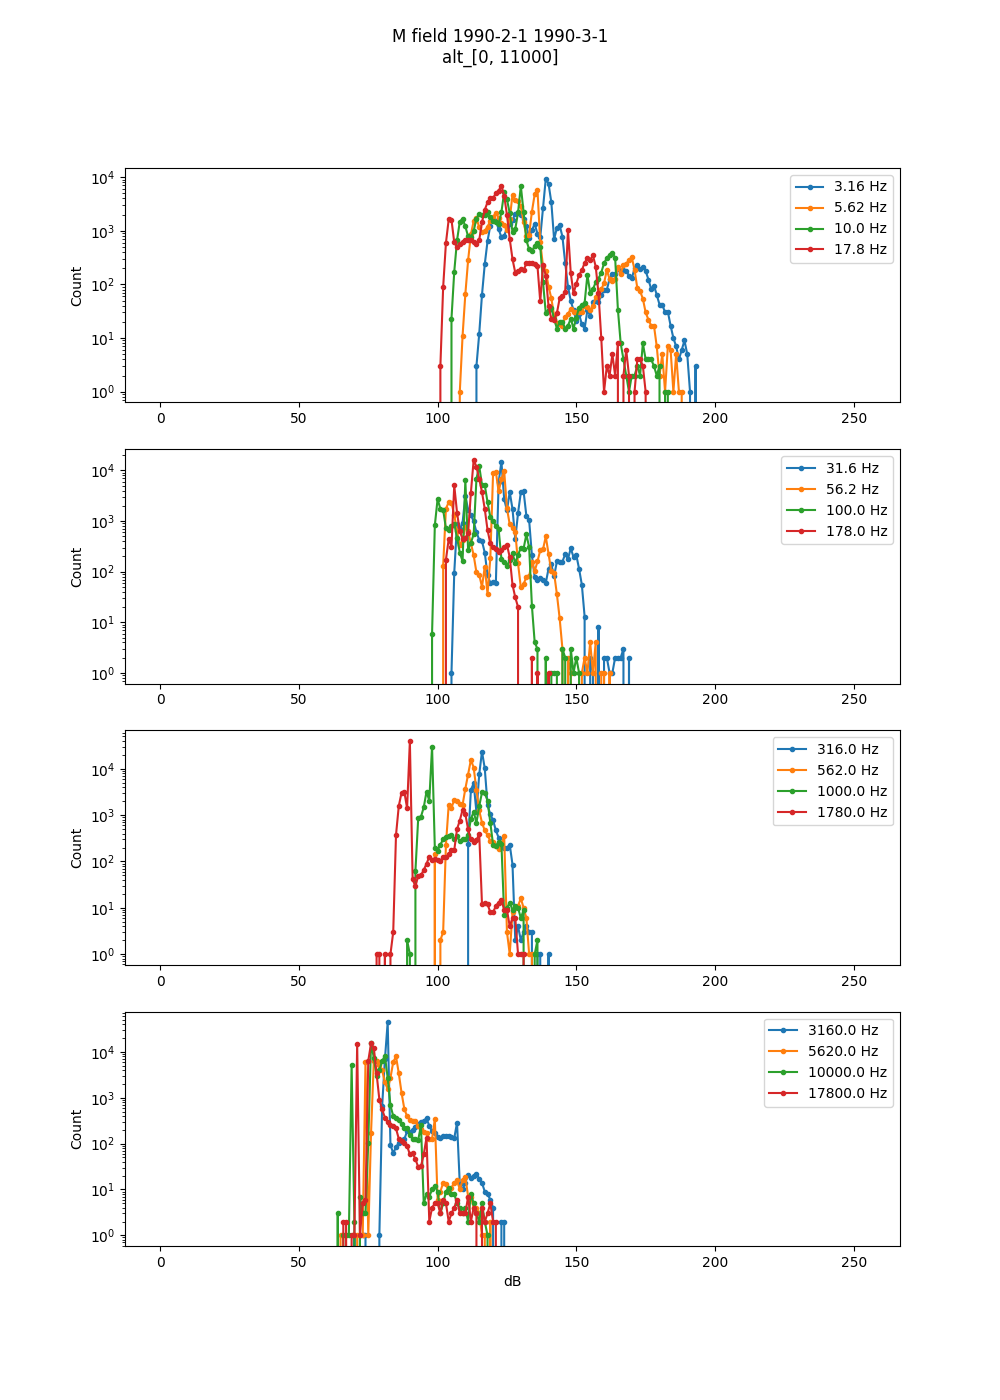 M field 1990-2-1 1990-3-1
alt_[0, 11000]
10^4
10^3
10^2
10^1
10^0
Count
0 50 100 150 200 250
3.16 Hz
5.62 Hz
10.0 Hz
17.8 Hz
10^4
10^3
10^2
10^1
10^0
Count
0 50 100 150 200 250
31.6 Hz
56.2 Hz
100.0 Hz
178.0 Hz
10^4
10^3
10^2
10^1
10^0
Count
0 50 100 150 200 250
316.0 Hz
562.0 Hz
1000.0 Hz
1780.0 Hz
10^4
10^3
10^2
10^1
10^0
Count
0 50 100 150 200 250
3160.0 Hz
5620.0 Hz
10000.0 Hz
17800.0 Hz
dB